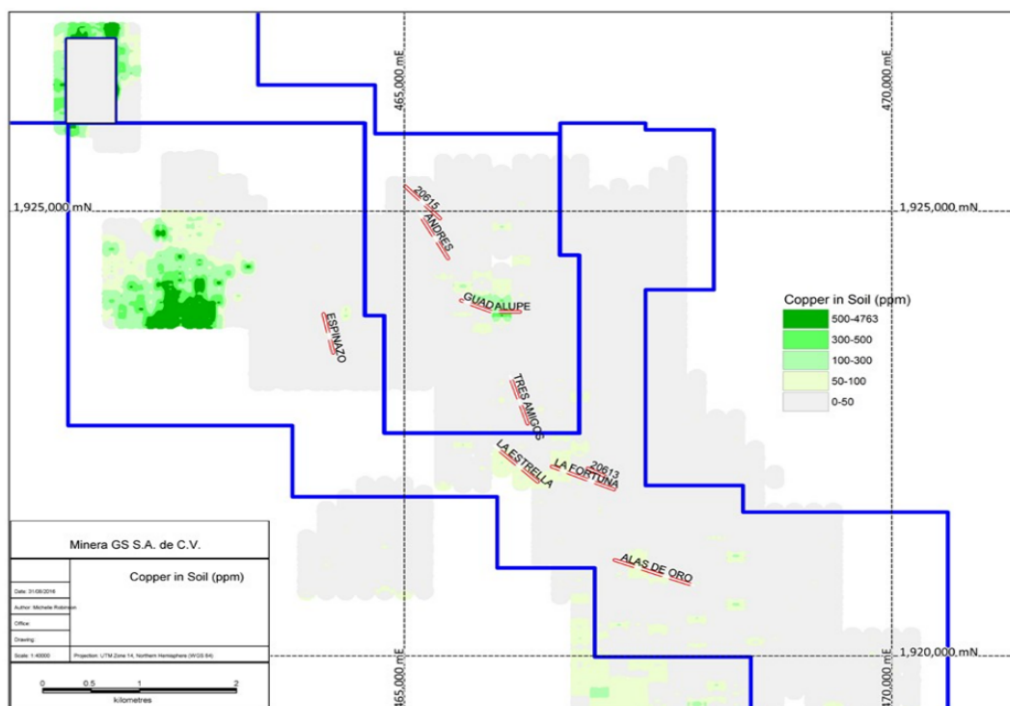 465,000 mE
470,000 mE
1,925,000 mN
1,925,000 mN
20615
ANDRES
GUADALUPE
ESPINAZO
TRES AMIGOS
LA ESTRELLA
LA FORTUNA
20613
ALAS DE ORO
Copper in Soil (ppm)
500-4763
300-500
100-300
50-100
0-50
1,920,000 mN
465,000 mE
470,000 mE
Minera GS S.A. de C.V.
Copper in Soil (ppm)
Author: Michelle Robinson
Office:
Drawing:
Scale: 1:40000
Projection: UTM Zone 14, Northern Hemisphere (WGS 84)
0 0.5 1 2
kilometres